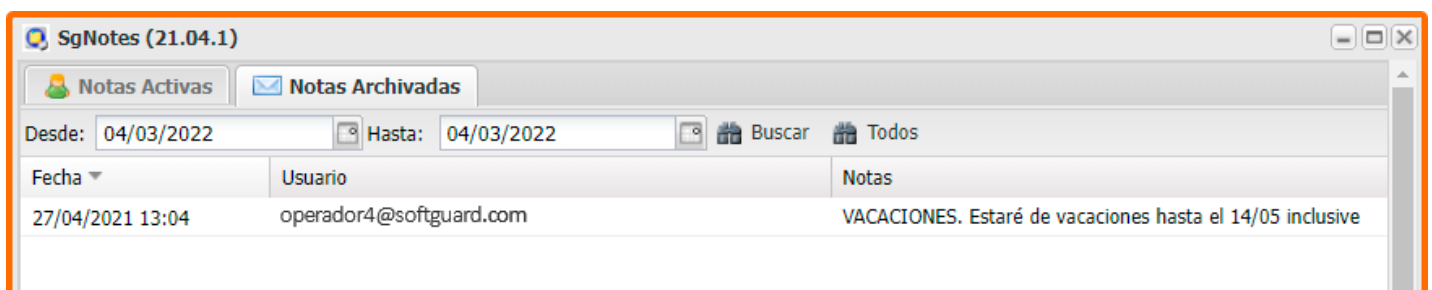 SgNotes (21.04.1)
Notas Activas Notas Archivadas
Desde: 04/03/2022 Hasta: 04/03/2022 Buscar Todos
Fecha Usuario Notas
27/04/2021 13:04 operador4@softguard.com VACACIONES. Estaré de vacaciones hasta el 14/05 inclusive